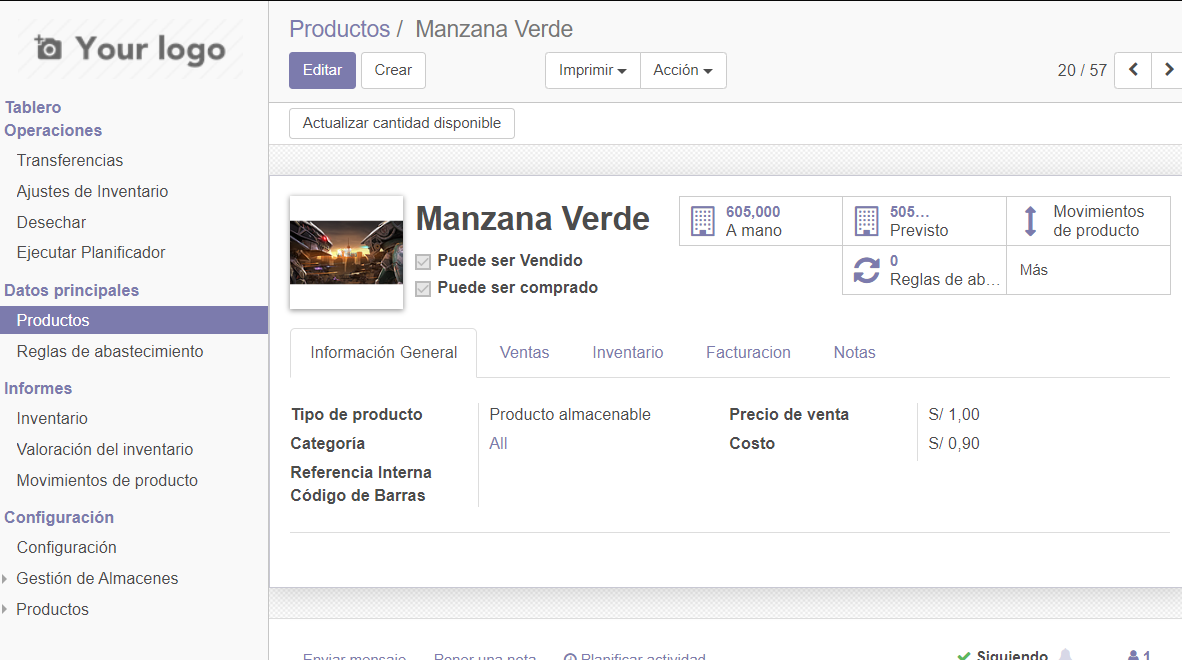 Your logo
Tablero
Operaciones
Transferencias
Ajustes de Inventario
Desechar
Ejecutar Planificador
Datos principales
Productos
Reglas de abastecimiento
Informes
Inventario
Valoración del inventario
Movimientos de producto
Configuración
Configuración
Gestión de Almacenes
Productos
Productos / Manzana Verde
Editar Crear Imprimir Acción 20 / 57
Actualizar cantidad disponible
Manzana Verde
Puede ser Vendido
Puede ser comprado
605,000
A mano
505...
Previsto
Movimientos
de producto
0
Reglas de ab...
Más
Información General Ventas Inventario Facturacion Notas
Tipo de producto Producto almacenable
Categoría All
Referencia Interna
Código de Barras
Precio de venta S/ 1,00
Costo S/ 0,90
Enviar mensaje Poner una nota Planificar actividad Siguiendo 1